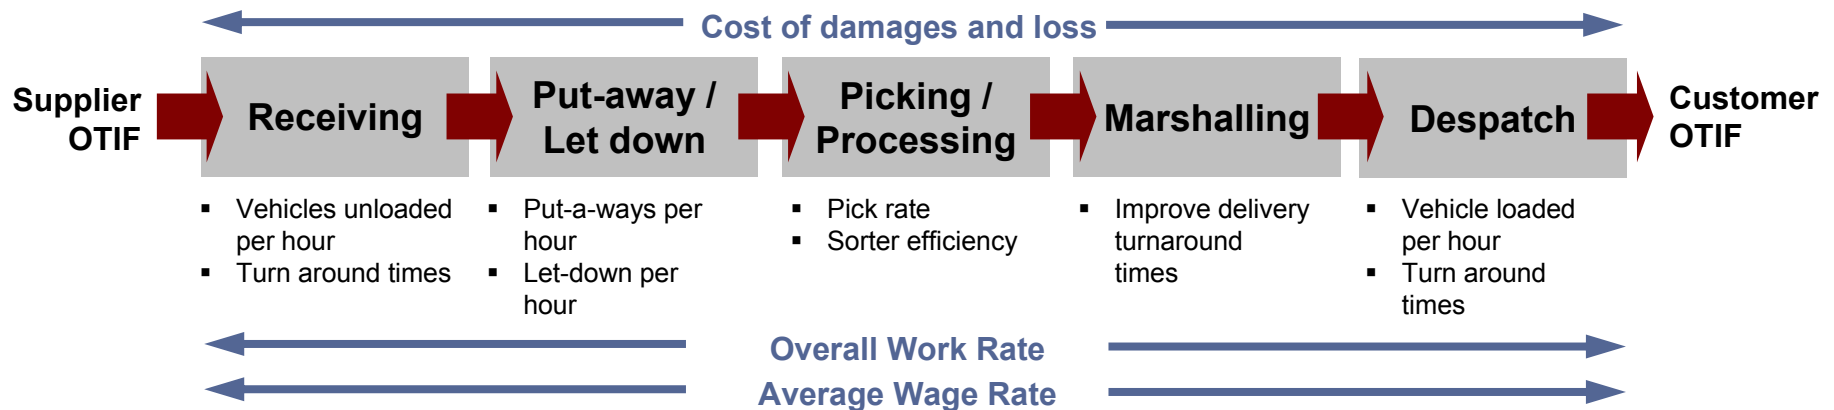 Cost of damages and loss
Supplier
OTIF
Receiving
Put-away /
Let down
Picking /
Processing
Marshalling
Despatch
Customer
OTIF
▪ Vehicles unloaded
per hour
▪ Turn around times
▪ Put-a-ways per
hour
▪ Let-down per
hour
▪ Pick rate
▪ Sorter efficiency
▪ Improve delivery
turnaround
times
▪ Vehicle loaded
per hour
▪ Turn around
times
Overall Work Rate
Average Wage Rate